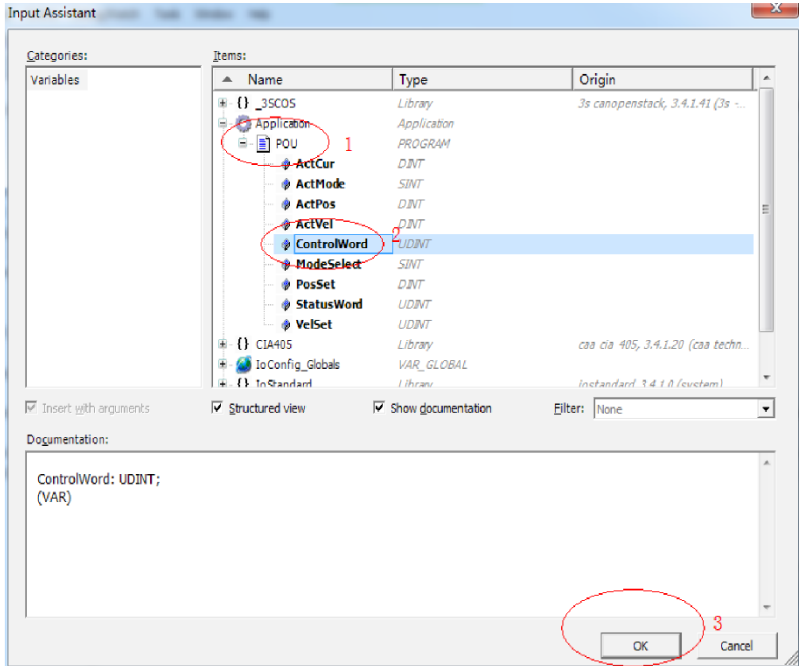 Input Assistant
Categories:
Items:
Variables
Name Type Origin
{} _3SCOS Library 3s canopenstack, 3.4.1.41 (3s -...
Application Application
POU PROGRAM 1
ActCur DINT
ActMode SINT
ActPos DINT
ActVel DINT
2
ControlWord UDINT
ModeSelect SINT
PosSet DINT
StatusWord UDINT
VelSet UDINT
{} CIA405 Library caa cia 405, 3.4.1.20 (caa techn...
IoConfig_Globals VAR_GLOBAL
{} IoStandard Library iostandard, 3.4.1.0 (system)
Insert with arguments Structured view Show documentation Filter: None
Documentation:
ControlWord: UDINT;
(VAR)
3
OK Cancel